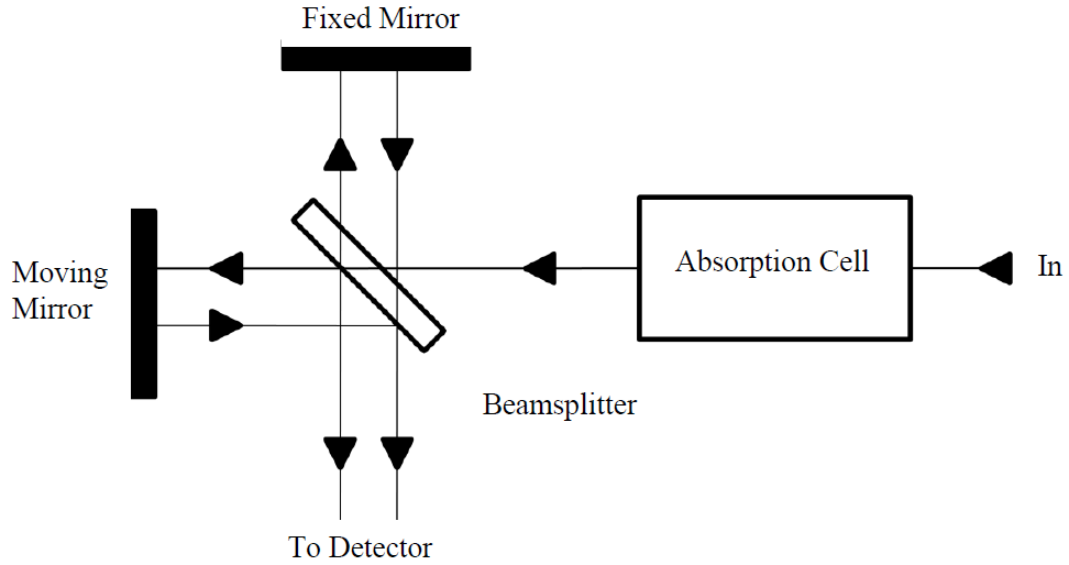 Fixed Mirror
Absorption Cell
In
Moving
Mirror
Beamsplitter
To Detector